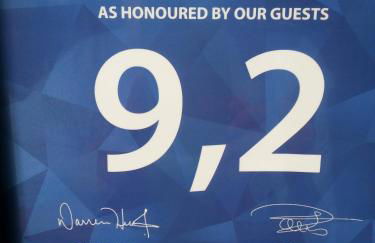 AS HONOURED BY OUR GUESTS
9,2